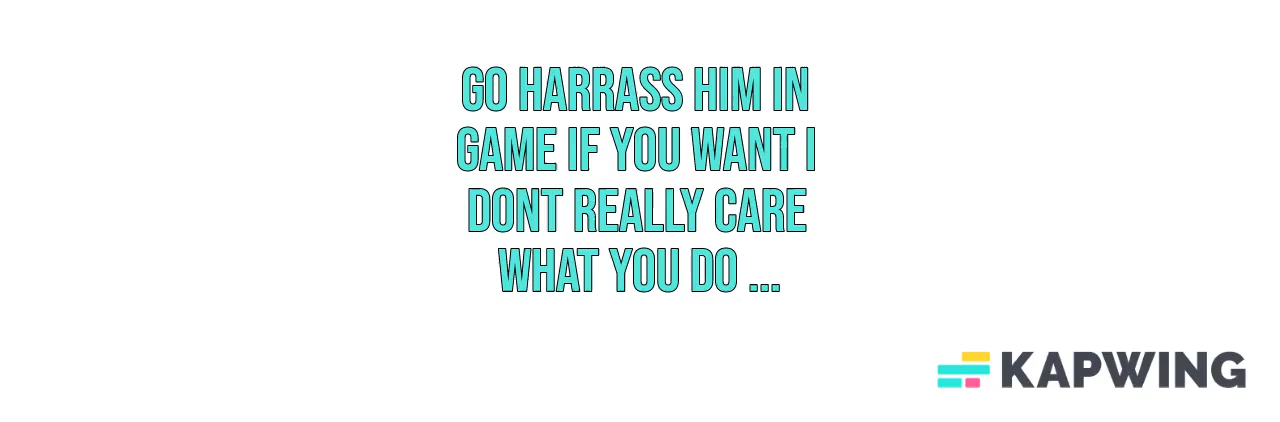 GO HARRASS HIM IN
GAME IF YOU WANT I
DONT REALLY CARE
WHAT YOU DO ...
KAPWING